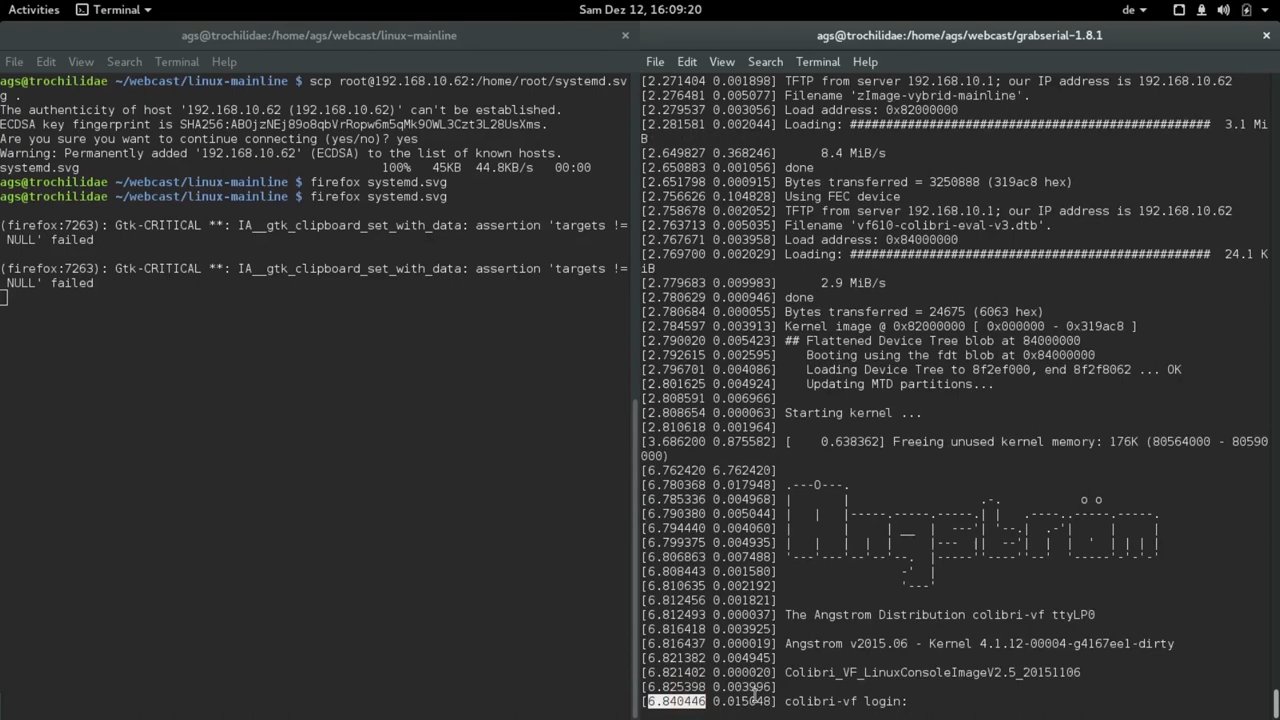 Activities Terminal Sam Dez 12, 16:09:20 de
ags@trochilidae:/home/ags/webcast/linux-mainline ×
File Edit View Search Terminal Help
ags@trochilidae ~/webcast/linux-mainline $ scp root@192.168.10.62:/home/root/systemd.sv
g .
The authenticity of host '192.168.10.62 (192.168.10.62)' can't be established.
ECDSA key fingerprint is SHA256:ABOjzNEj89o8qbVrRopw6m5qMk9OWL3Czt3L28UsXms.
Are you sure you want to continue connecting (yes/no)? yes
Warning: Permanently added '192.168.10.62' (ECDSA) to the list of known hosts.
systemd.svg 100% 45KB 44.8KB/s 00:00
ags@trochilidae ~/webcast/linux-mainline $ firefox systemd.svg
ags@trochilidae ~/webcast/linux-mainline $ firefox systemd.svg
(firefox:7263): Gtk-CRITICAL **: IA__gtk_clipboard_set_with_data: assertion 'targets !=
 NULL' failed
(firefox:7263): Gtk-CRITICAL **: IA__gtk_clipboard_set_with_data: assertion 'targets !=
 NULL' failed
ags@trochilidae:/home/ags/webcast/grabserial-1.8.1 ×
File Edit View Search Terminal Help
[2.271404 0.001898] TFTP from server 192.168.10.1; our IP address is 192.168.10.62
[2.276481 0.005077] Filename 'zImage-vybrid-mainline'.
[2.279537 0.003056] Load address: 0x82000000
[2.281581 0.002044] Loading: ################################################## 3.1 Mi
B
[2.649827 0.368246] 8.4 MiB/s
[2.650883 0.001056] done
[2.651798 0.000915] Bytes transferred = 3250888 (319ac8 hex)
[2.756626 0.104828] Using FEC device
[2.758678 0.002052] TFTP from server 192.168.10.1; our IP address is 192.168.10.62
[2.763713 0.005035] Filename 'vf610-colibri-eval-v3.dtb'.
[2.767671 0.003958] Load address: 0x84000000
[2.769700 0.002029] Loading: ################################################## 24.1 K
iB
[2.779683 0.009983] 2.9 MiB/s
[2.780629 0.000946] done
[2.780684 0.000055] Bytes transferred = 24675 (6063 hex)
[2.784597 0.003913] Kernel image @ 0x82000000 [ 0x000000 - 0x319ac8 ]
[2.790020 0.005423] ## Flattened Device Tree blob at 84000000
[2.792615 0.002595] Booting using the fdt blob at 0x84000000
[2.796701 0.004086] Loading Device Tree to 8f2ef000, end 8f2f8062 ... OK
[2.801625 0.004924] Updating MTD partitions...
[2.808591 0.006966]
[2.808654 0.000063] Starting kernel ...
[2.810618 0.001964]
[3.686200 0.875582] [    0.638362] Freeing unused kernel memory: 176K (80564000 - 80590
000)
[6.762420 6.762420]
[6.780368 0.017948] .---O---.
[6.785336 0.004968] |       |                  .-.           o o
[6.790380 0.005044] |   |   |-----.-----.-----.| |   .----..-----.-----.
[6.794440 0.004060] |       |     | __  |  ---'| '--.|  .-'|     |     |
[6.799375 0.004935] |   |   |  |  |     |---  ||  --'|  |  |  '  | | | |
[6.806863 0.007488] '---'---'--'--'--.  |-----''----''--'  '-----'-'-'-'
[6.808443 0.001580]                 -'  |
[6.810635 0.002192]                 '---'
[6.812456 0.001821]
[6.812493 0.000037] The Angstrom Distribution colibri-vf ttyLP0
[6.816418 0.003925]
[6.816437 0.000019] Angstrom v2015.06 - Kernel 4.1.12-00004-g4167ee1-dirty
[6.821382 0.004945]
[6.821402 0.000020] Colibri_VF_LinuxConsoleImageV2.5_20151106
[6.825398 0.003996]
[6.840446 0.015048] colibri-vf login: